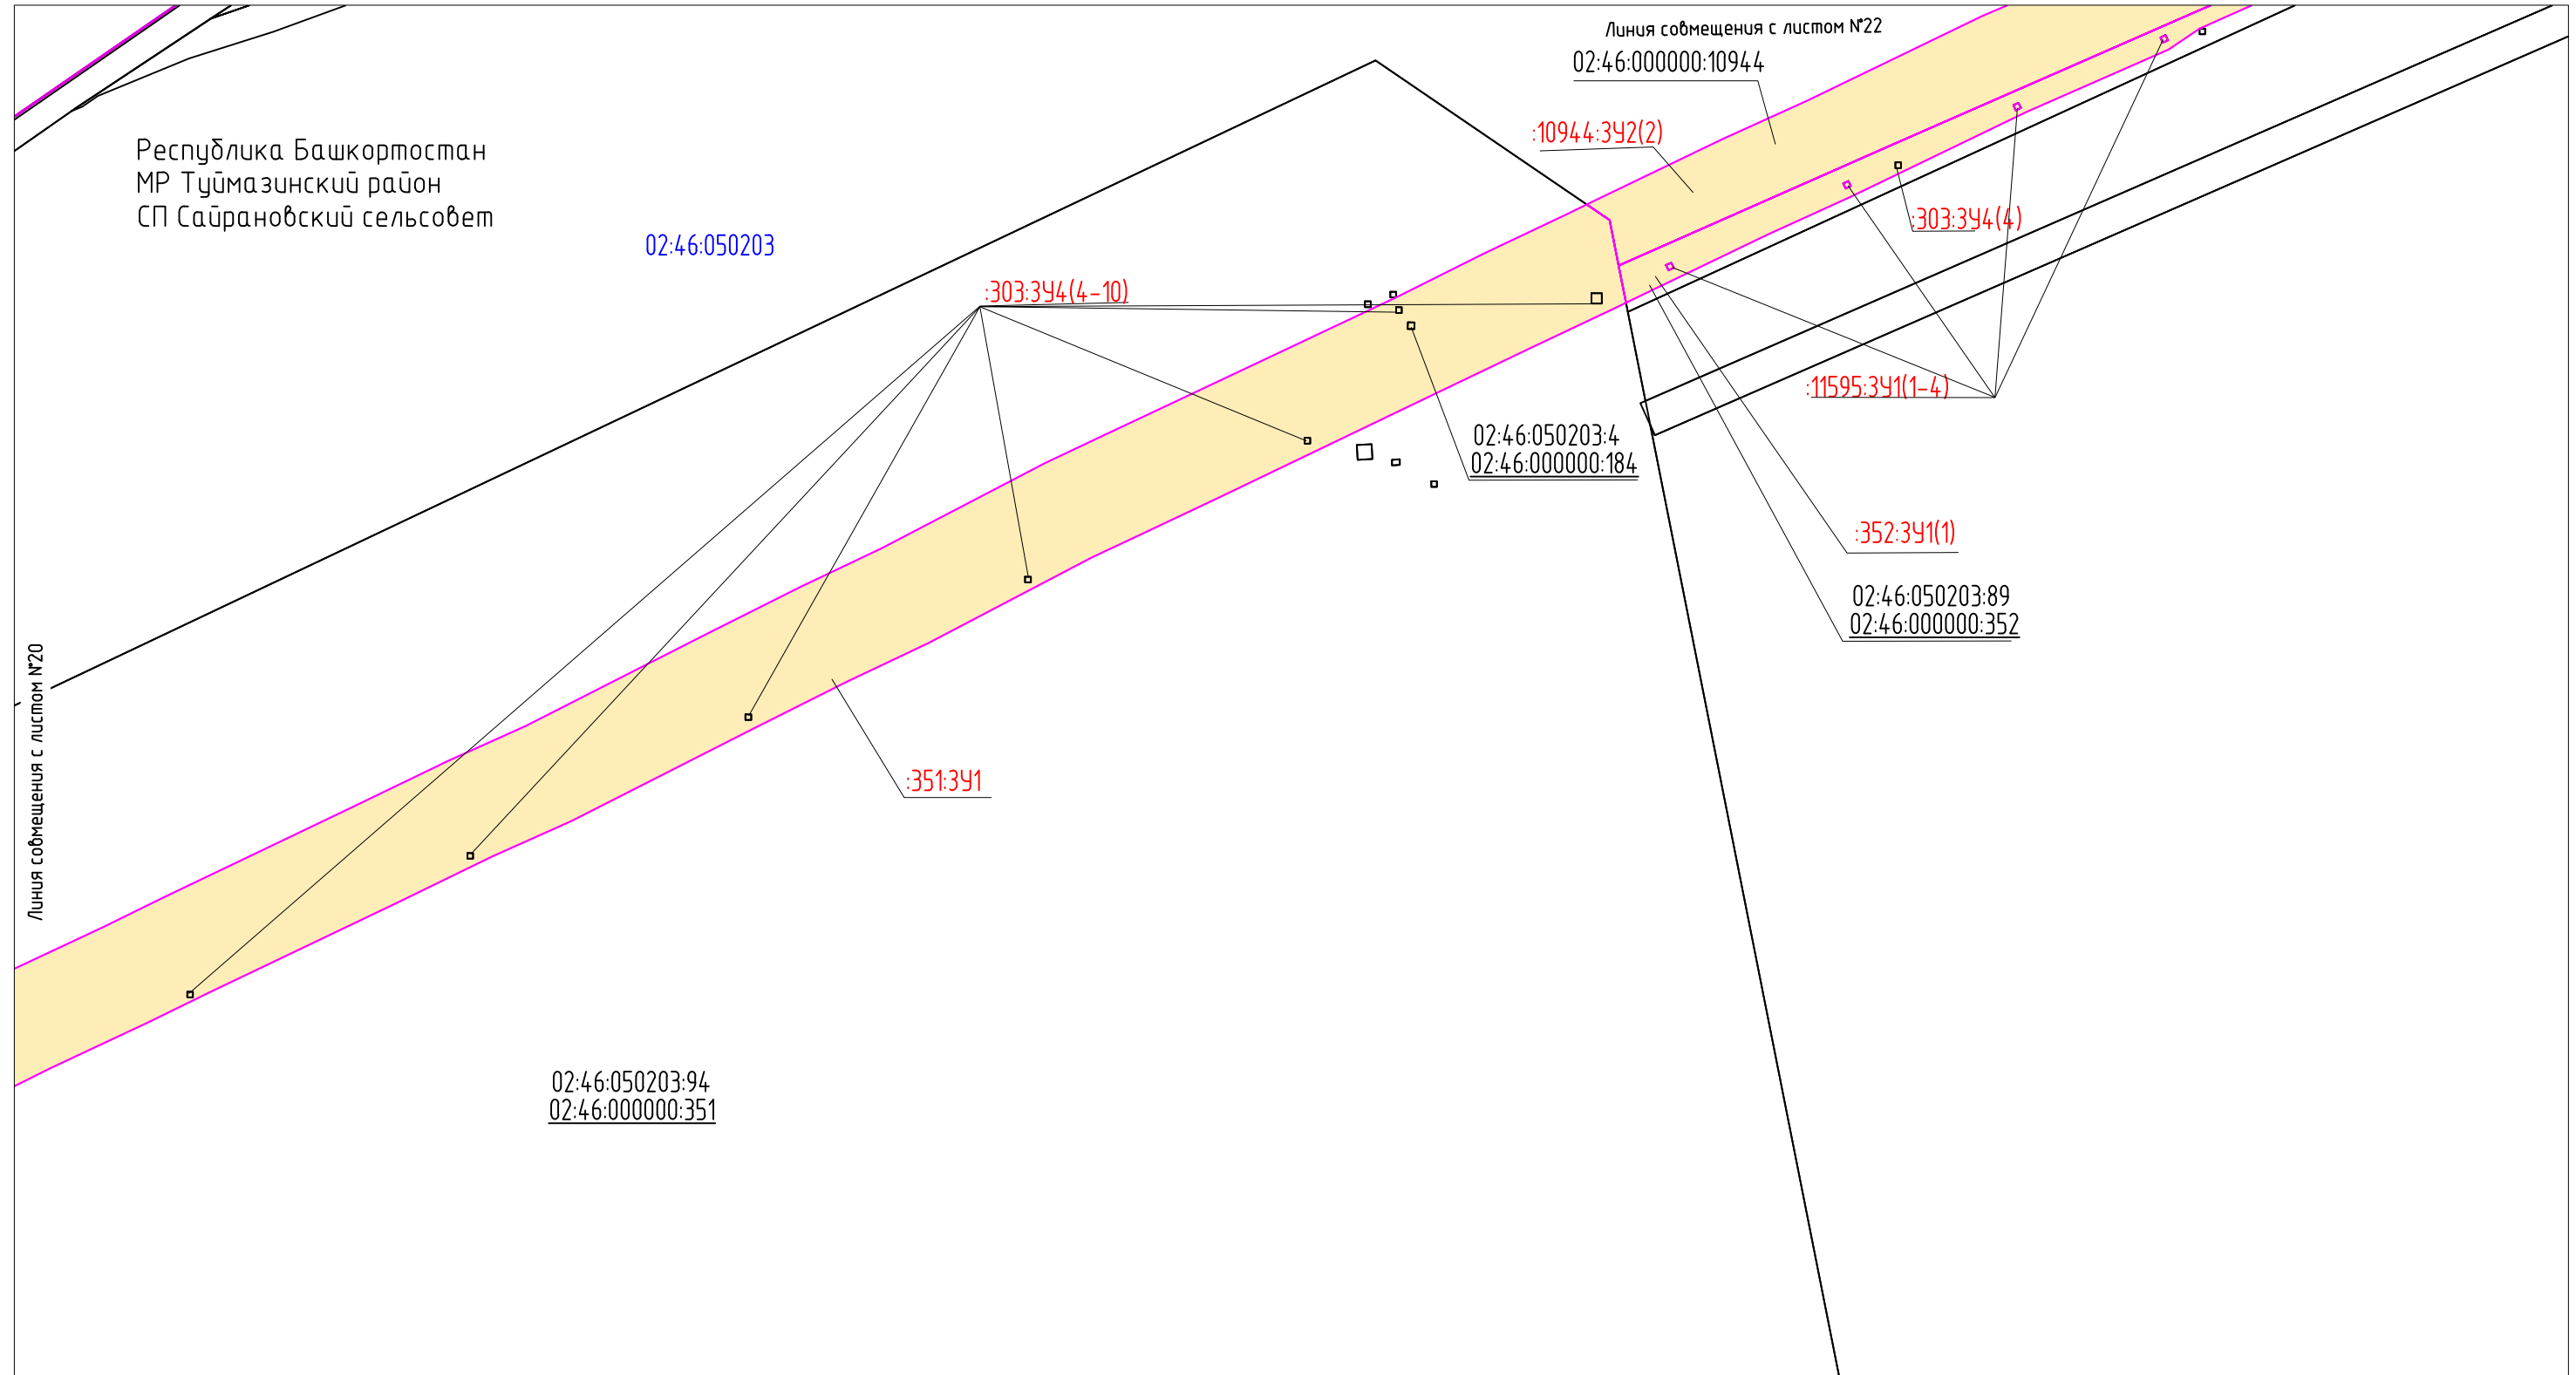 Линия совмещения с листом №22
02:46:000000:10944
:10944:ЗУ2(2)
Республика Башкортостан
МР Туймазинский район
СП Сайрановский сельсовет
02:46:050203
:303:ЗУ4(4)
:303:ЗУ4(4-10)
:11595:ЗУ1(1-4)
02:46:050203:4
02:46:000000:184
:352:ЗУ1(1)
02:46:050203:89
02:46:000000:352
Линия совмещения с листом №20
:351:ЗУ1
02:46:050203:94
02:46:000000:351